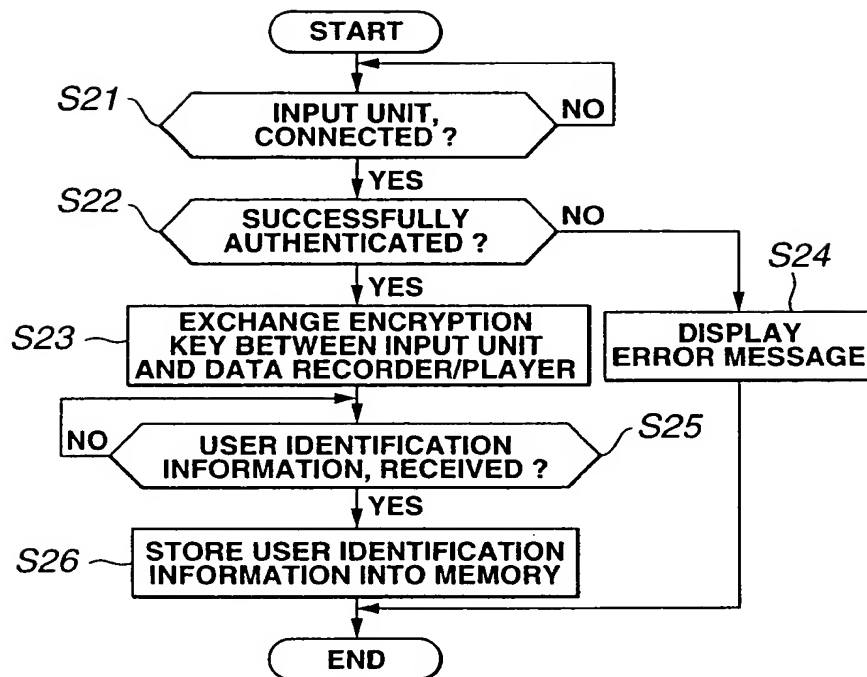 START
S21
INPUT UNIT,
CONNECTED ?
NO
YES
S22
SUCCESSFULLY
AUTHENTICATED ?
NO
YES
S24
DISPLAY
ERROR MESSAGE
S23
EXCHANGE ENCRYPTION
KEY BETWEEN INPUT UNIT
AND DATA RECORDER/PLAYER
NO
S25
USER IDENTIFICATION
INFORMATION, RECEIVED ?
YES
S26
STORE USER IDENTIFICATION
INFORMATION INTO MEMORY
END